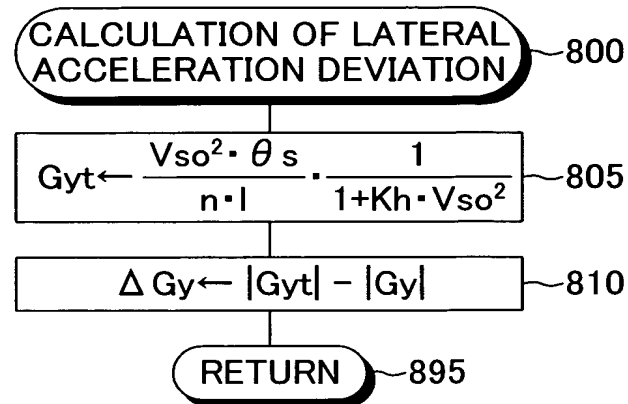 CALCULATION OF LATERAL
ACCELERATION DEVIATION
800
Gyt← Vso²・θs / n・l ・ 1 / 1+Kh・Vso²
805
ΔGy← |Gyt| − |Gy|
810
RETURN
895